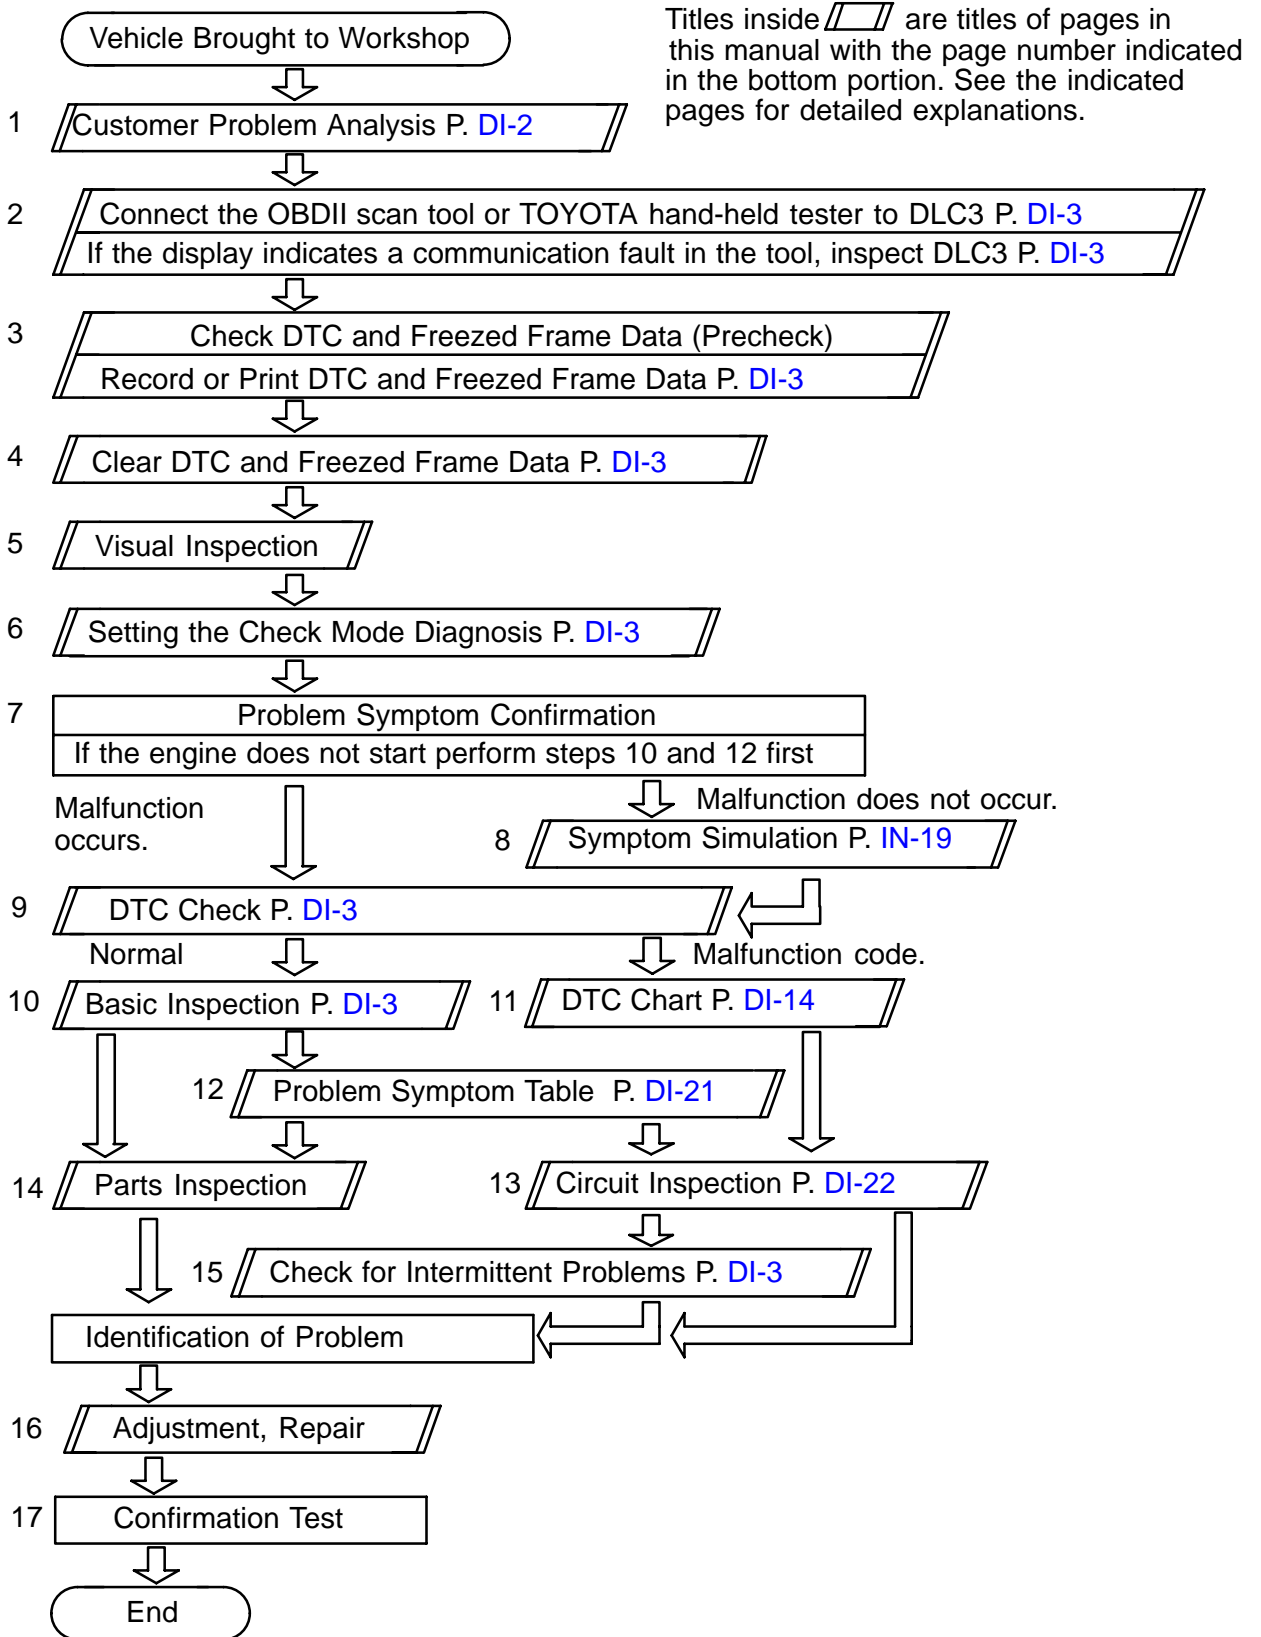 Vehicle Brought to Workshop
Titles inside are titles of pages in
this manual with the page number indicated
in the bottom portion. See the indicated
pages for detailed explanations.
1 Customer Problem Analysis P. DI-2
2 Connect the OBDII scan tool or TOYOTA hand-held tester to DLC3 P. DI-3
If the display indicates a communication fault in the tool, inspect DLC3 P. DI-3
3 Check DTC and Freezed Frame Data (Precheck)
Record or Print DTC and Freezed Frame Data P. DI-3
4 Clear DTC and Freezed Frame Data P. DI-3
5 Visual Inspection
6 Setting the Check Mode Diagnosis P. DI-3
7 Problem Symptom Confirmation
If the engine does not start perform steps 10 and 12 first
Malfunction
occurs.
Malfunction does not occur.
8 Symptom Simulation P. IN-19
9 DTC Check P. DI-3
Normal
Malfunction code.
10 Basic Inspection P. DI-3
11 DTC Chart P. DI-14
12 Problem Symptom Table P. DI-21
14 Parts Inspection
13 Circuit Inspection P. DI-22
15 Check for Intermittent Problems P. DI-3
Identification of Problem
16 Adjustment, Repair
17 Confirmation Test
End